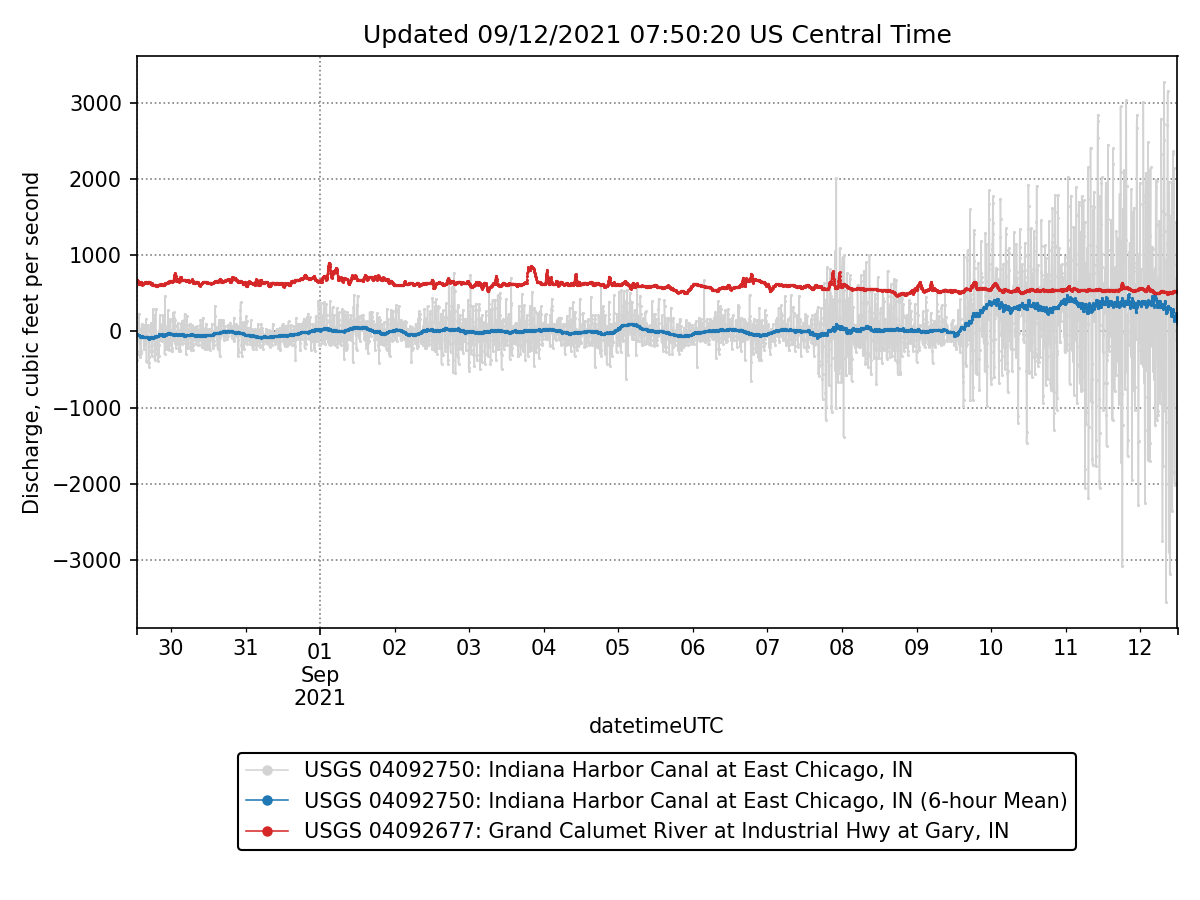 Updated 09/12/2021 07:50:20 US Central Time
Discharge, cubic feet per second
3000
2000
1000
0
−1000
−2000
−3000
30 31 01 02 03 04 05 06 07 08 09 10 11 12
Sep
2021
datetimeUTC
USGS 04092750: Indiana Harbor Canal at East Chicago, IN
USGS 04092750: Indiana Harbor Canal at East Chicago, IN (6-hour Mean)
USGS 04092677: Grand Calumet River at Industrial Hwy at Gary, IN